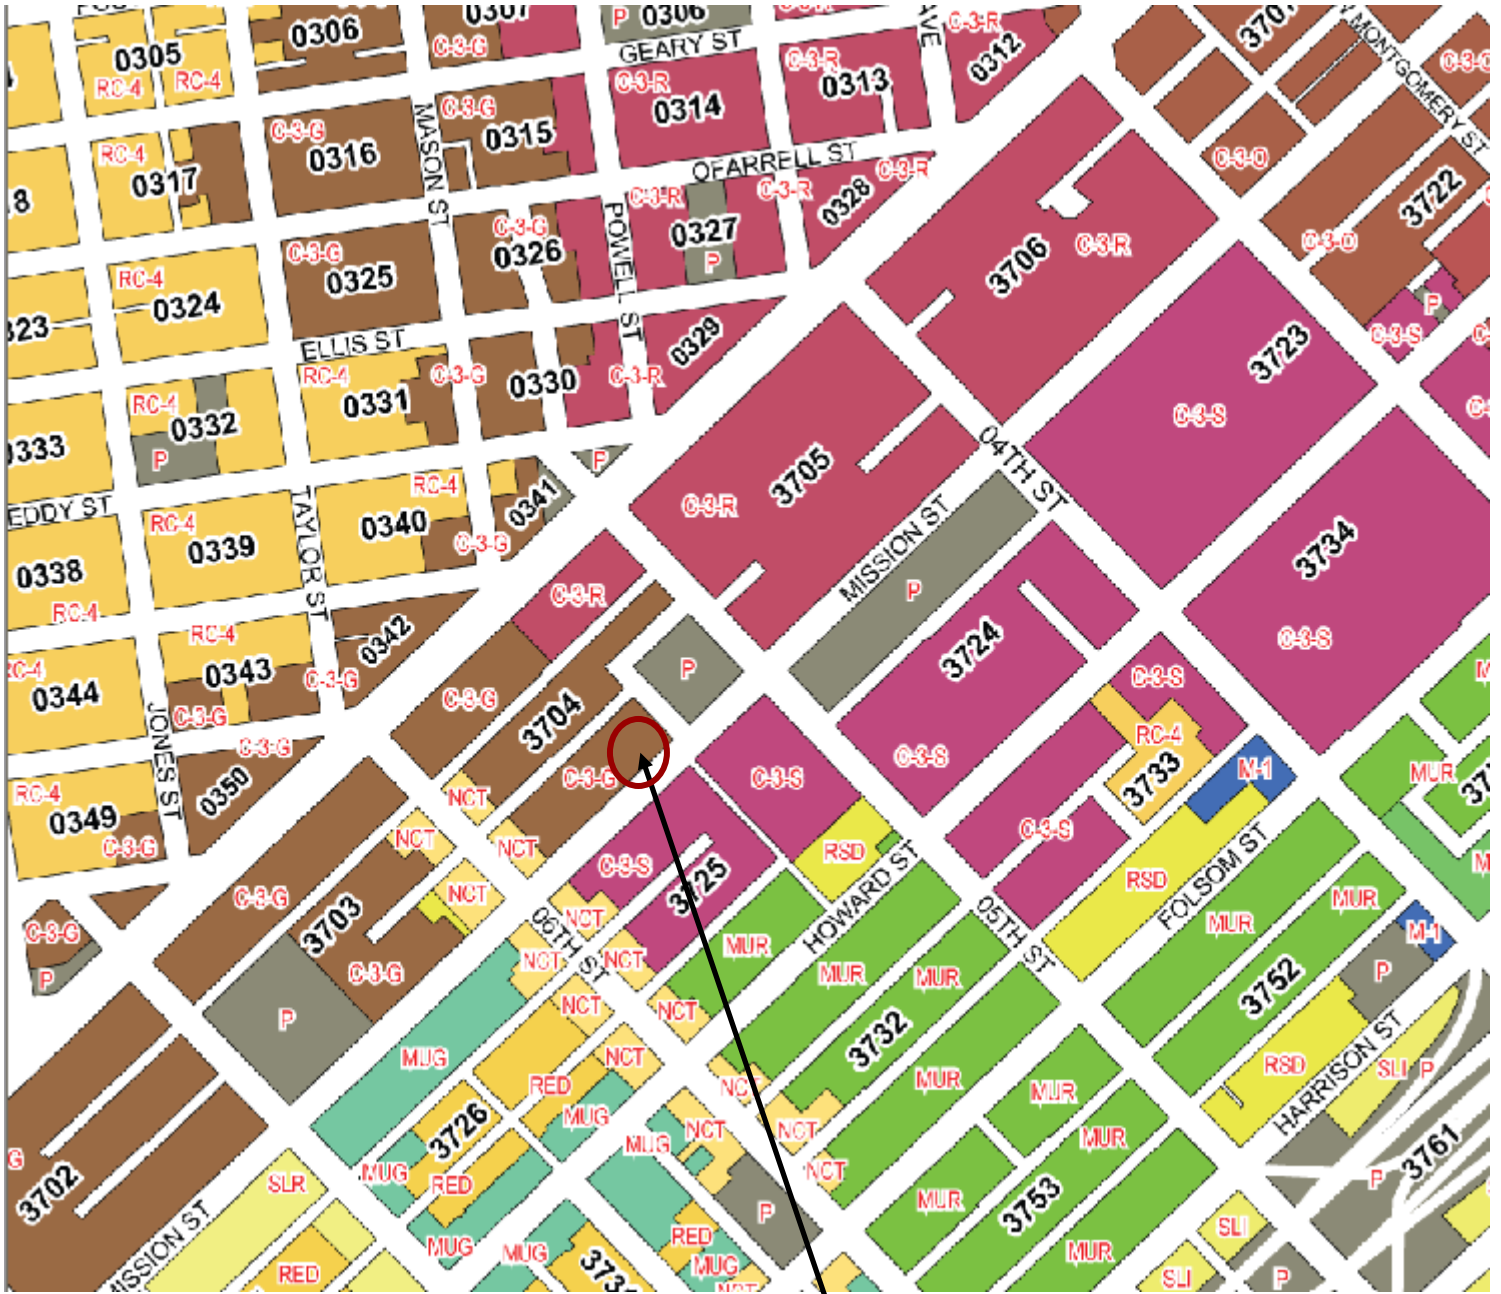 0305
RC-4
RC-4
0306
0307
C-3-G
P
0306
GEARY ST
C-3-R
AVE
C-3-R
0312
C-3-R
0313
C-3-R
0314
MONTGOMERY ST
C-3-O
3722
C-3-O
MASON ST
C-3-G
0315
C-3-G
0316
RC-4
0317
OFARRELL ST
C-3-R
C-3-R
C-3-R
0328
0327
P
POWELL ST
C-3-G
0326
C-3-G
0325
RC-4
0324
3706
C-3-R
C-3-O
P
C-3-S
3723
C-3-S
ELLIS ST
0329
C-3-R
C-3-G
0330
RC-4
0331
RC-4
0332
P
0333
EDDY ST
TAYLOR ST
RC-4
0340
C-3-G
0341
P
RC-4
0339
0338
RC-4
3705
C-3-R
04TH ST
MISSION ST
P
3734
C-3-S
C-3-R
3724
C-3-S
C-3-S
RC-4
3733
M-1
C-3-S
0342
C-3-G
RC-4
0343
C-3-G
0344
JONES ST
C-3-G
0350
RC-4
0349
C-3-G
C-3-G
3704
P
C-3-G
NCT
NCT
C-3-S
RSD
HOWARD ST
05TH ST
RSD
FOLSOM ST
MUR
MUR
MUR
M-1
P
3752
C-3-S
3725
NCT
NCT
06TH ST
NCT
NCT
C-3-G
3703
C-3-G
C-3-G
P
P
NCT
NCT
MUR
MUR
MUR
3732
MUR
MUR
MUR
NCT
NCT
NCT
NCT
NCT
NCT
RED
MUG
MUG
MUG
3726
MUG
RED
MUG
RSD
HARRISON ST
SLI
P
3761
P
3753
MUR
MUR
SLI
SLI
P
P
RED
MUG
MUG
SLR
RED
3702
MISSION ST